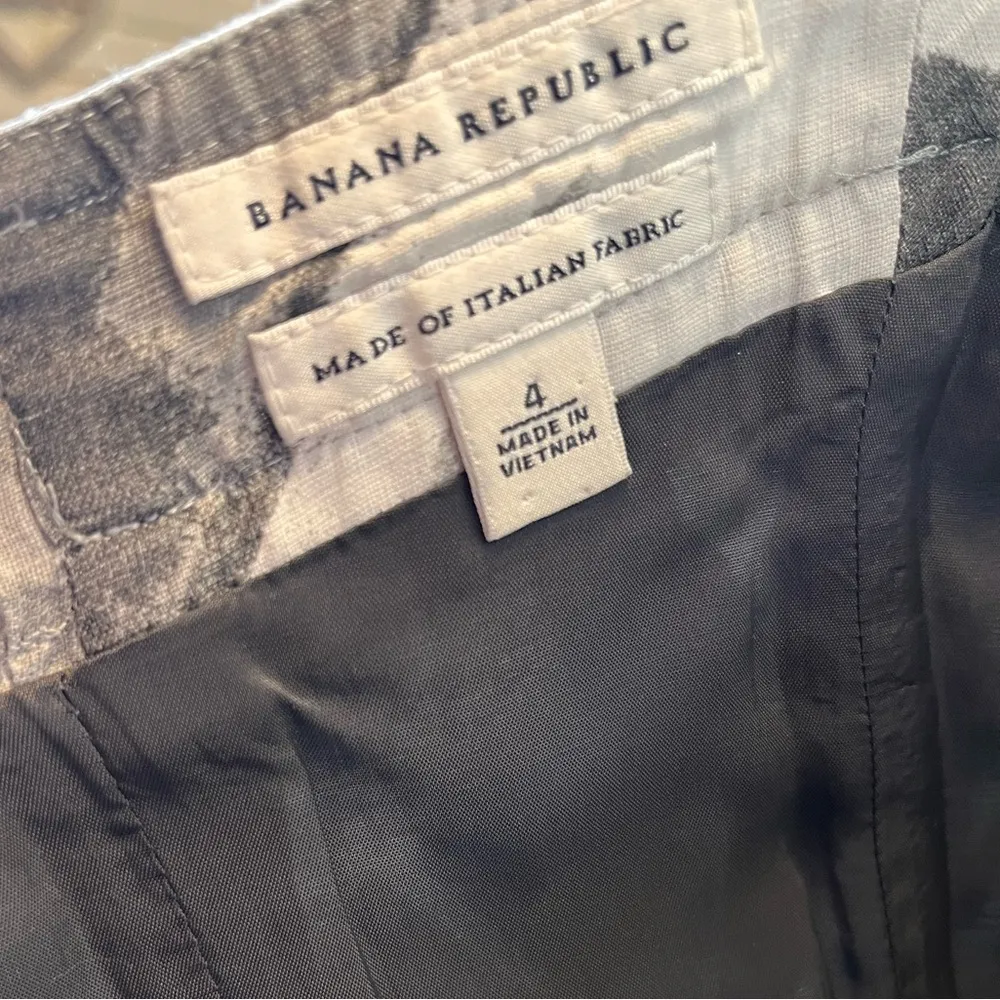 BANANA REPUBLIC
MADE OF ITALIAN FABRIC
4
MADE IN
VIETNAM